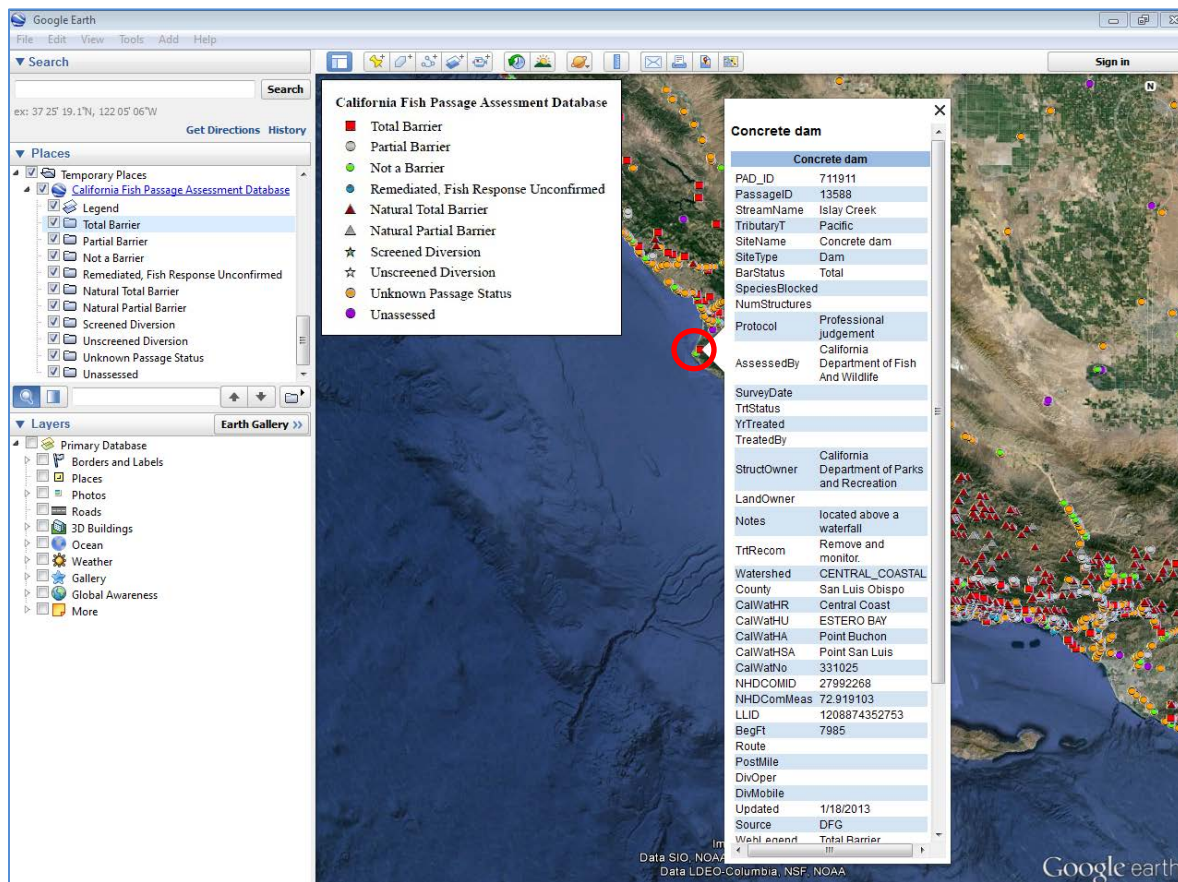 Google Earth
File Edit View Tools Add Help
▼ Search
Search
ex: 37 25' 19.1"N, 122 05' 06"W
Get Directions History
▼ Places
Temporary Places
California Fish Passage Assessment Database
Legend
Total Barrier
Partial Barrier
Not a Barrier
Remediated, Fish Response Unconfirmed
Natural Total Barrier
Natural Partial Barrier
Screened Diversion
Unscreened Diversion
Unknown Passage Status
Unassessed
▼ Layers
Earth Gallery >>
Primary Database
Borders and Labels
Places
Photos
Roads
3D Buildings
Ocean
Weather
Gallery
Global Awareness
More
Sign in
N
California Fish Passage Assessment Database
Total Barrier
Partial Barrier
Not a Barrier
Remediated, Fish Response Unconfirmed
Natural Total Barrier
Natural Partial Barrier
Screened Diversion
Unscreened Diversion
Unknown Passage Status
Unassessed
Concrete dam
Concrete dam
PAD_ID 711911
PassageID 13588
StreamName Islay Creek
TributaryT Pacific
SiteName Concrete dam
SiteType Dam
BarStatus Total
SpeciesBlocked
NumStructures
Protocol Professional
judgement
AssessedBy California
Department of Fish
And Wildlife
SurveyDate
TrtStatus
YrTreated
TreatedBy
StructOwner California
Department of Parks
and Recreation
LandOwner
Notes located above a
waterfall
TrtRecom Remove and
monitor.
Watershed CENTRAL_COASTAL
County San Luis Obispo
CalWatHR Central Coast
CalWatHU ESTERO BAY
CalWatHA Point Buchon
CalWatHSA Point San Luis
CalWatNo 331025
NHDCOMID 27992268
NHDComMeas 72.919103
LLID 1208874352753
BegFt 7985
Route
PostMile
DivOper
DivMobile
Updated 1/18/2013
Source DFG
WebLegend Total Barrier
Data SIO, NOAA
Data LDEO-Columbia, NSF, NOAA
Google earth